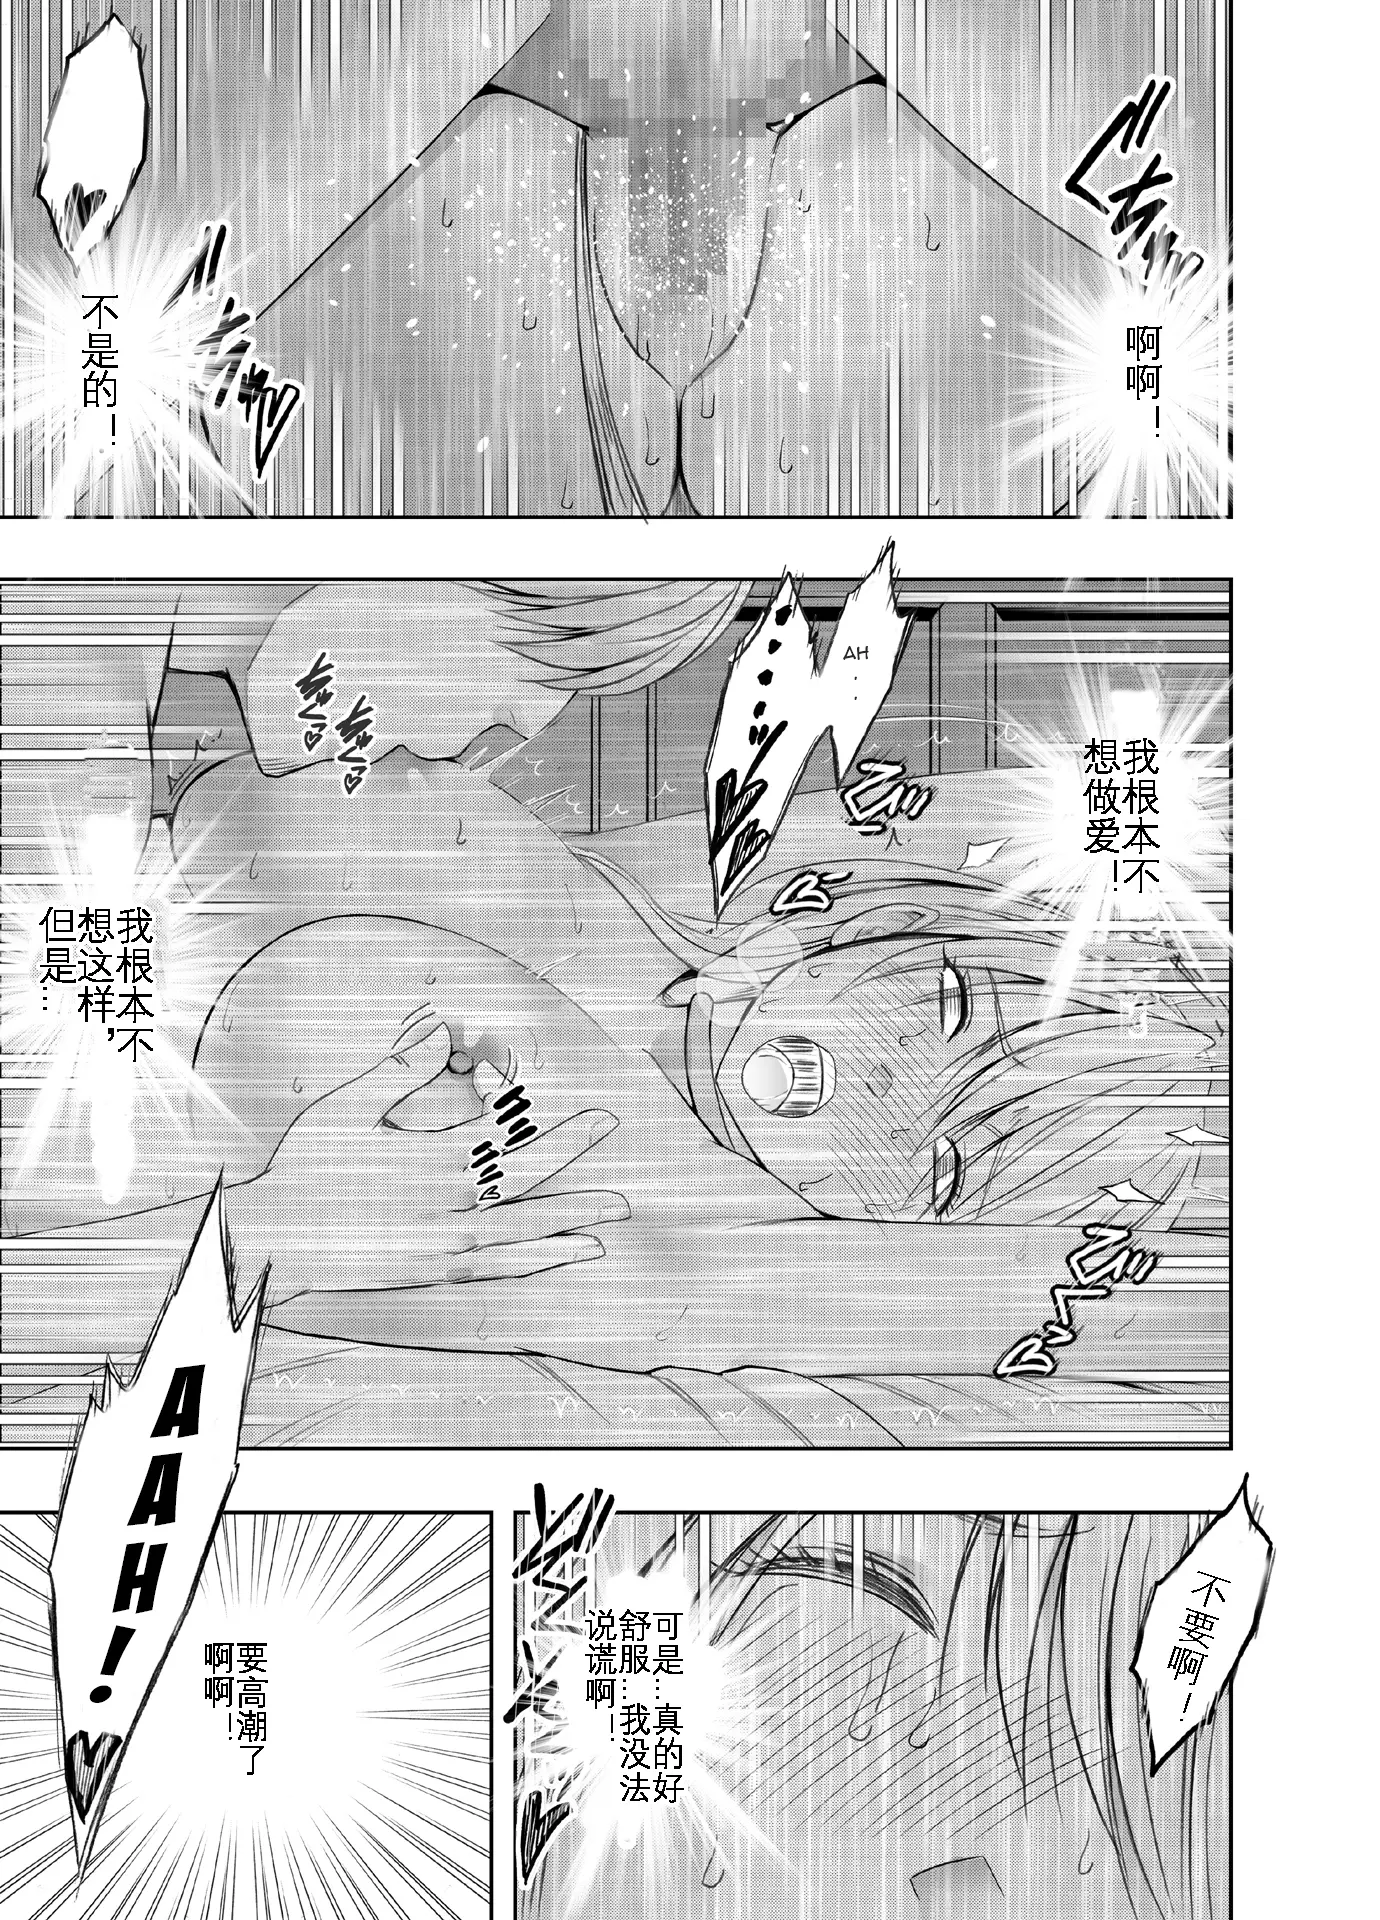 啊啊！
不是的！
我根本不
想做爱！
AH...
我根本不
想这样，
但是…
不要啊！
可是…真的好
舒服…我没法
说谎啊！
AAH!
要高潮了
啊啊！